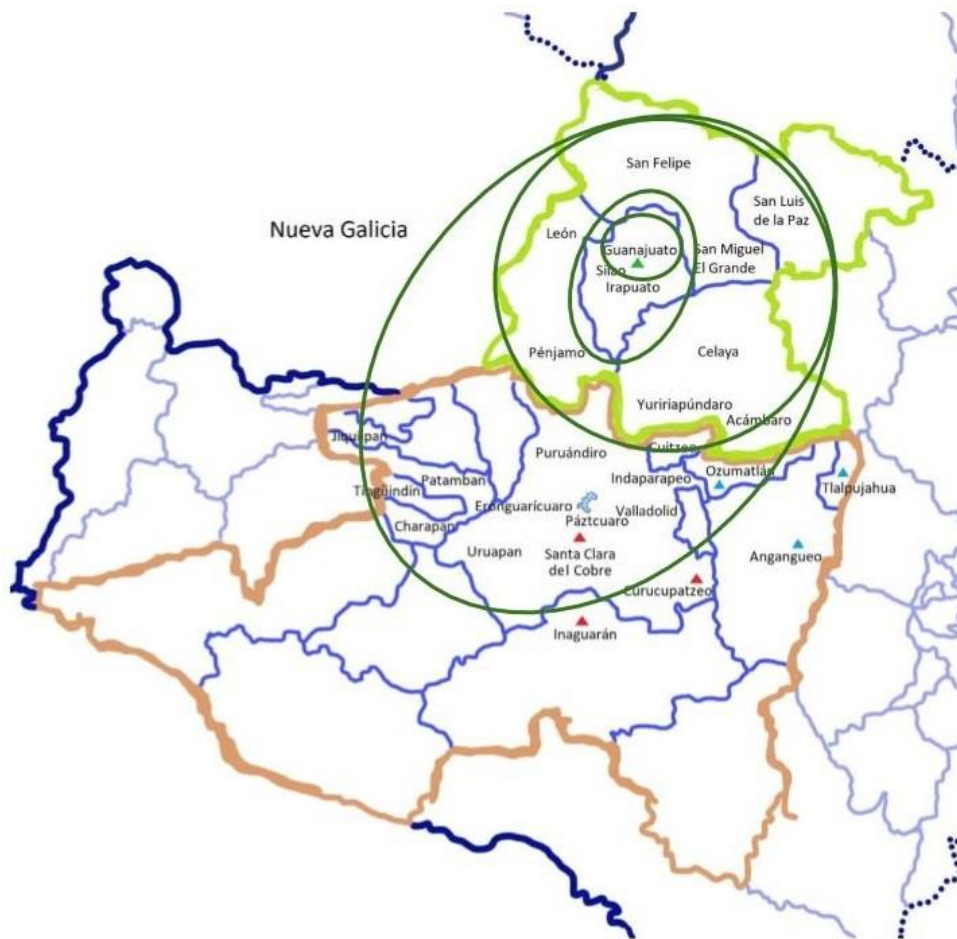 San Felipe
San Luis
de la Paz
Nueva Galicia
León
Guanajuato
San Miguel
El Grande
Silao
Irapuato
Pénjamo
Celaya
Yuririapúndaro
Acámbaro
Jiquilpan
Puruándiro
Cuitzeo
Ozumatlán
Tlalpujahua
Patamban
Indaparapeo
Tingüindín
Eronguarícuaro
Valladolid
Páztcuaro
Charapan
Uruapan
Santa Clara
del Cobre
Angangueo
Curucupatzeo
Inaguarán